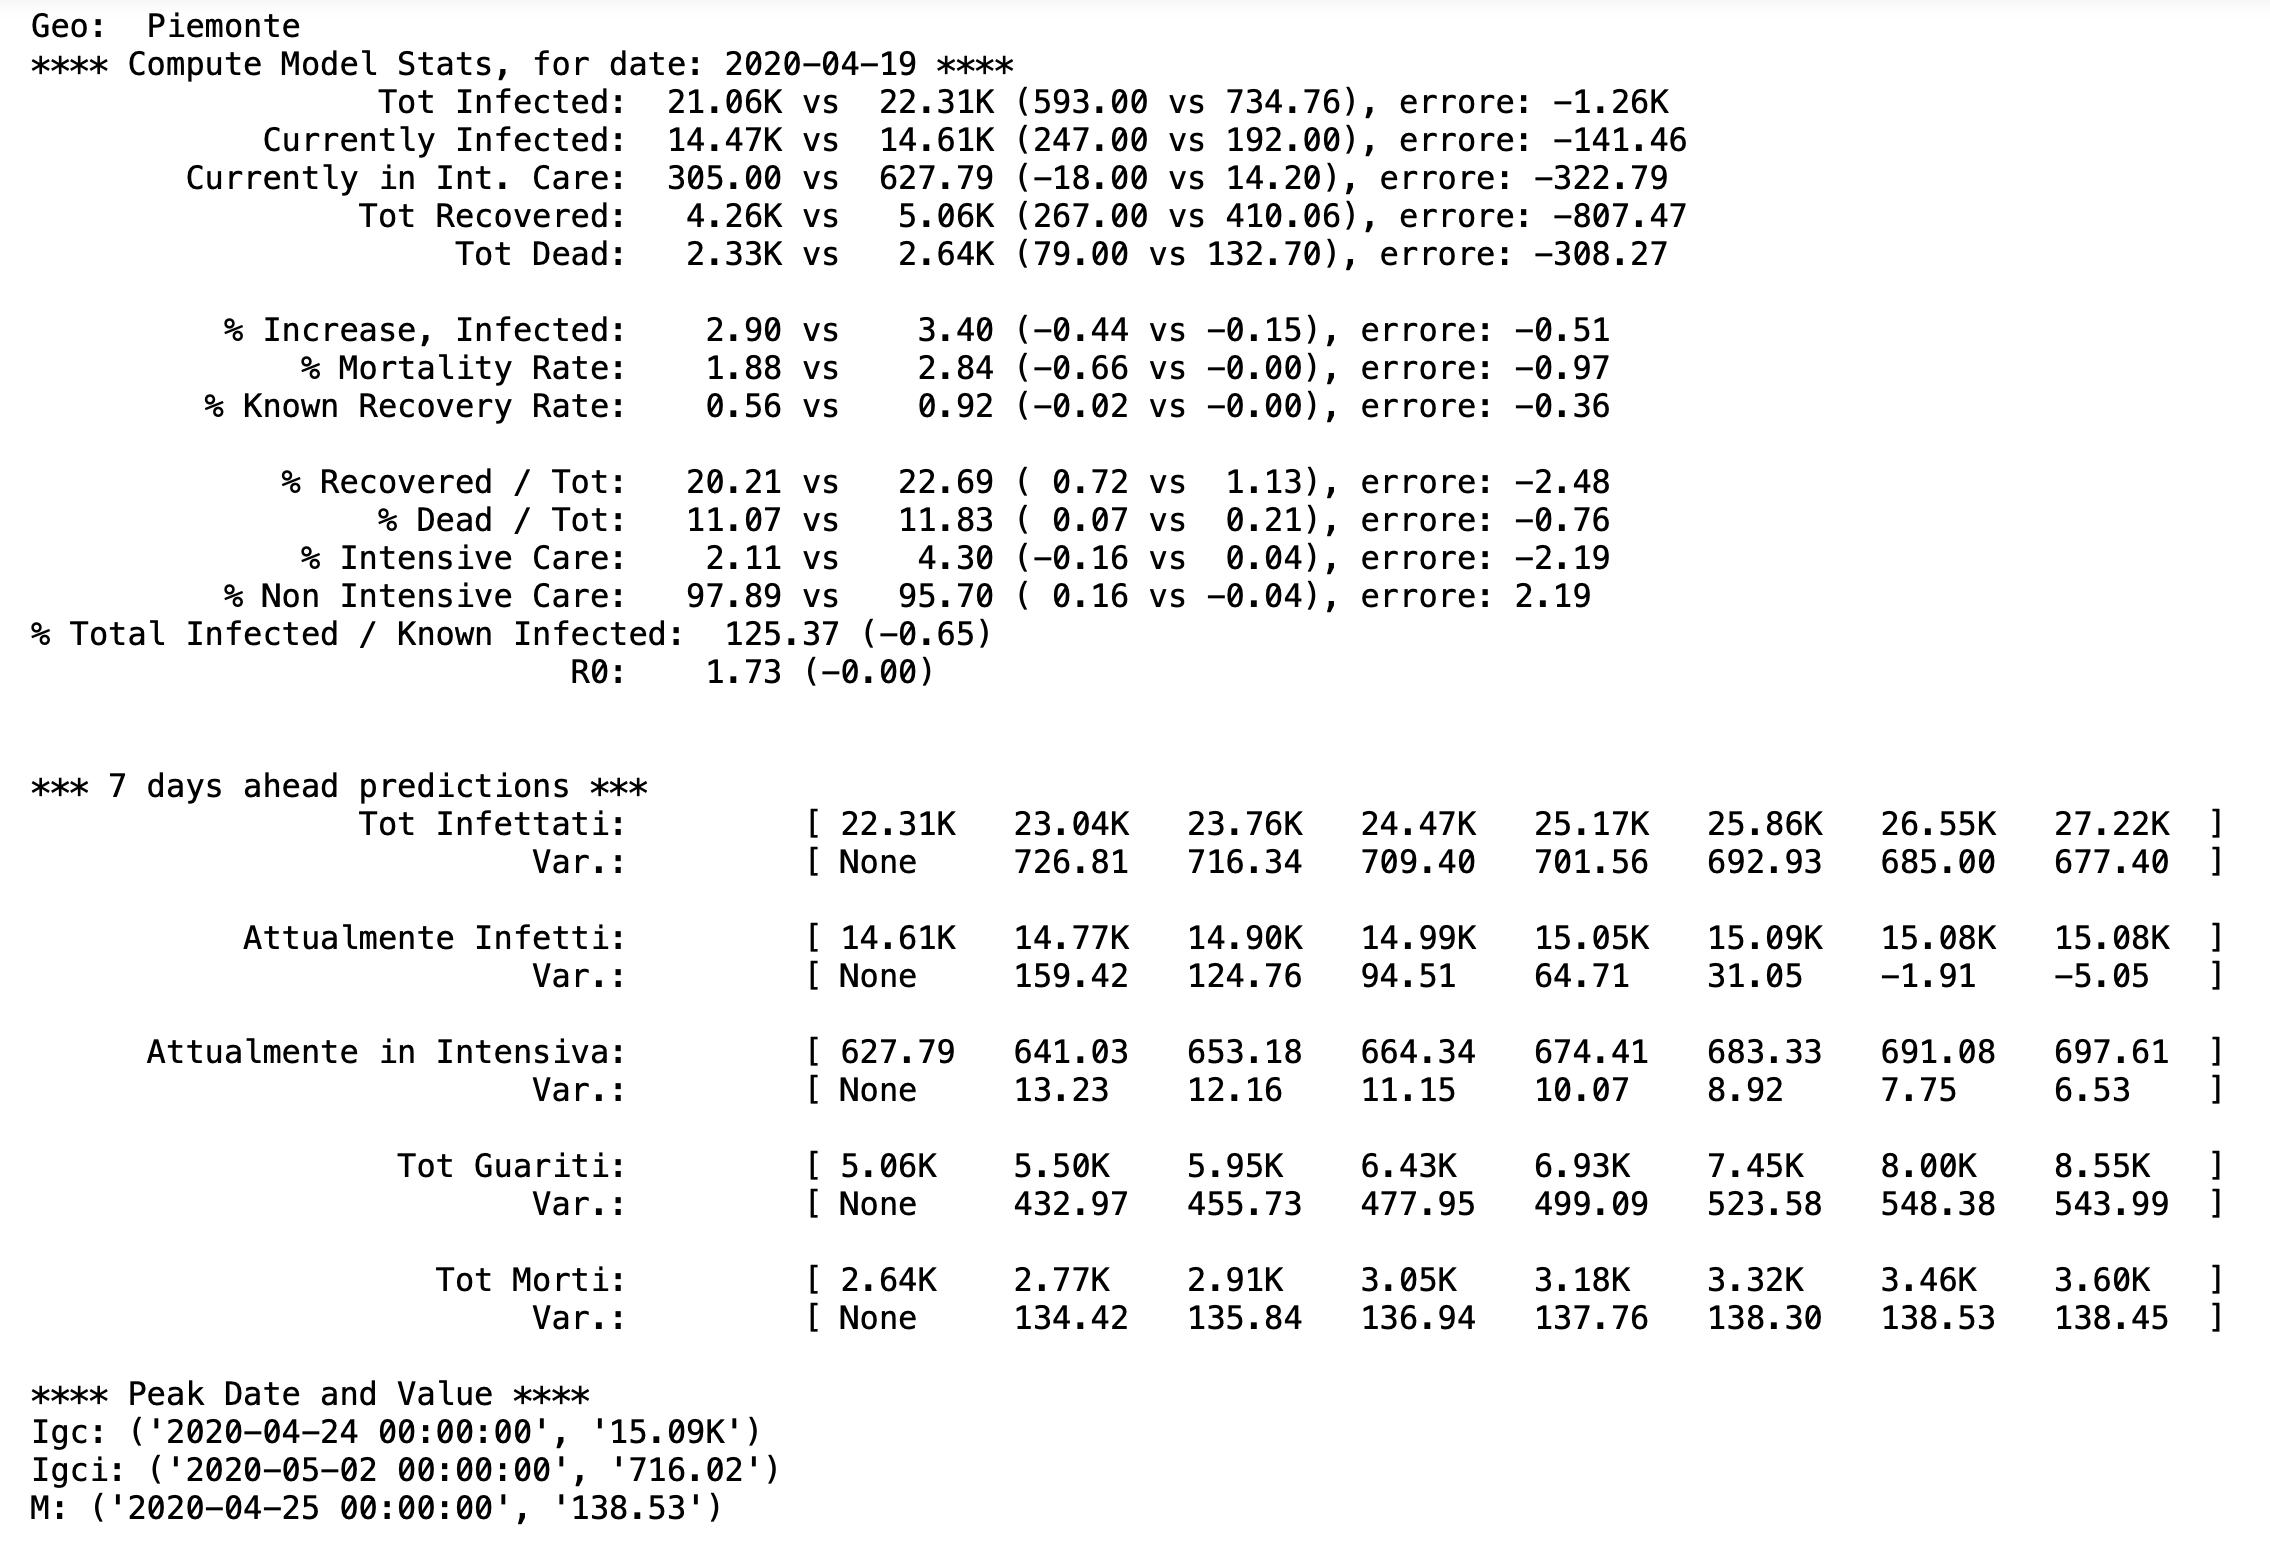 Geo:  Piemonte
**** Compute Model Stats, for date: 2020-04-19 ****
Tot Infected:  21.06K vs  22.31K (593.00 vs 734.76), errore: -1.26K
Currently Infected:  14.47K vs  14.61K (247.00 vs 192.00), errore: -141.46
Currently in Int. Care:  305.00 vs  627.79 (-18.00 vs 14.20), errore: -322.79
Tot Recovered:   4.26K vs   5.06K (267.00 vs 410.06), errore: -807.47
Tot Dead:   2.33K vs   2.64K (79.00 vs 132.70), errore: -308.27
% Increase, Infected:    2.90 vs    3.40 (-0.44 vs -0.15), errore: -0.51
% Mortality Rate:    1.88 vs    2.84 (-0.66 vs -0.00), errore: -0.97
% Known Recovery Rate:    0.56 vs    0.92 (-0.02 vs -0.00), errore: -0.36
% Recovered / Tot:   20.21 vs   22.69 ( 0.72 vs  1.13), errore: -2.48
% Dead / Tot:   11.07 vs   11.83 ( 0.07 vs  0.21), errore: -0.76
% Intensive Care:    2.11 vs    4.30 (-0.16 vs  0.04), errore: -2.19
% Non Intensive Care:   97.89 vs   95.70 ( 0.16 vs -0.04), errore: 2.19
% Total Infected / Known Infected:  125.37 (-0.65)
R0:    1.73 (-0.00)
*** 7 days ahead predictions ***
Tot Infettati:         [ 22.31K   23.04K   23.76K   24.47K   25.17K   25.86K   26.55K   27.22K  ]
Var.:         [ None     726.81   716.34   709.40   701.56   692.93   685.00   677.40  ]
Attualmente Infetti:         [ 14.61K   14.77K   14.90K   14.99K   15.05K   15.09K   15.08K   15.08K  ]
Var.:         [ None     159.42   124.76   94.51    64.71    31.05    -1.91    -5.05   ]
Attualmente in Intensiva:         [ 627.79   641.03   653.18   664.34   674.41   683.33   691.08   697.61  ]
Var.:         [ None     13.23    12.16    11.15    10.07    8.92     7.75     6.53    ]
Tot Guariti:         [ 5.06K    5.50K    5.95K    6.43K    6.93K    7.45K    8.00K    8.55K   ]
Var.:         [ None     432.97   455.73   477.95   499.09   523.58   548.38   543.99  ]
Tot Morti:         [ 2.64K    2.77K    2.91K    3.05K    3.18K    3.32K    3.46K    3.60K   ]
Var.:         [ None     134.42   135.84   136.94   137.76   138.30   138.53   138.45  ]
**** Peak Date and Value ****
Igc: ('2020-04-24 00:00:00', '15.09K')
Igci: ('2020-05-02 00:00:00', '716.02')
M: ('2020-04-25 00:00:00', '138.53')